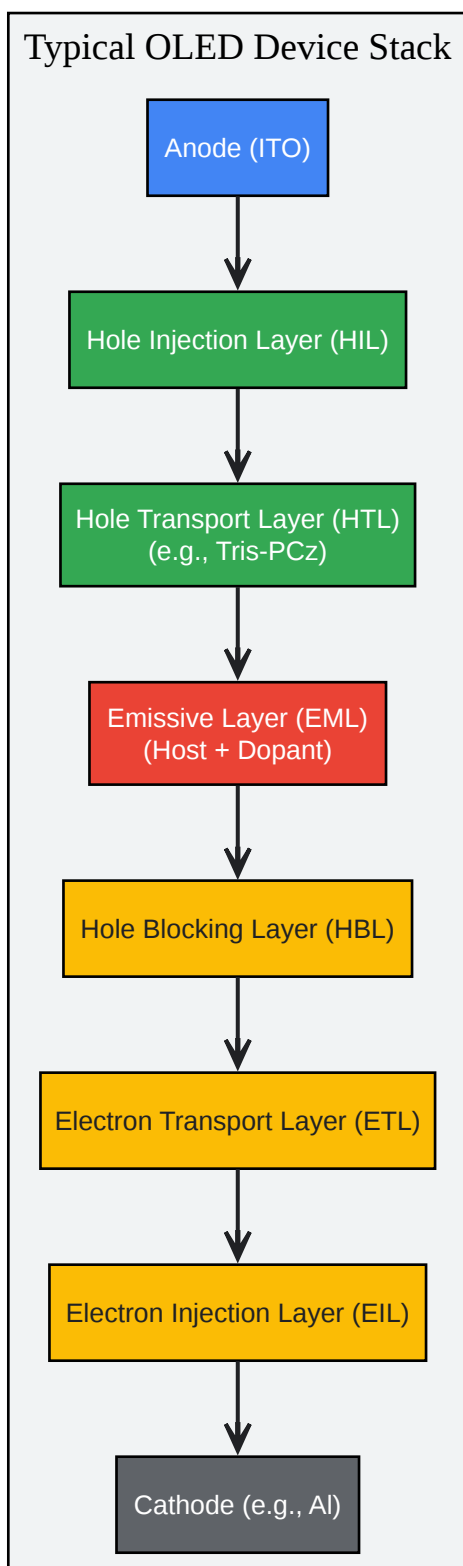 Typical OLED Device Stack
Anode (ITO)
Hole Injection Layer (HIL)
Hole Transport Layer (HTL)
(e.g., Tris-PCz)
Emissive Layer (EML)
(Host + Dopant)
Hole Blocking Layer (HBL)
Electron Transport Layer (ETL)
Electron Injection Layer (EIL)
Cathode (e.g., Al)